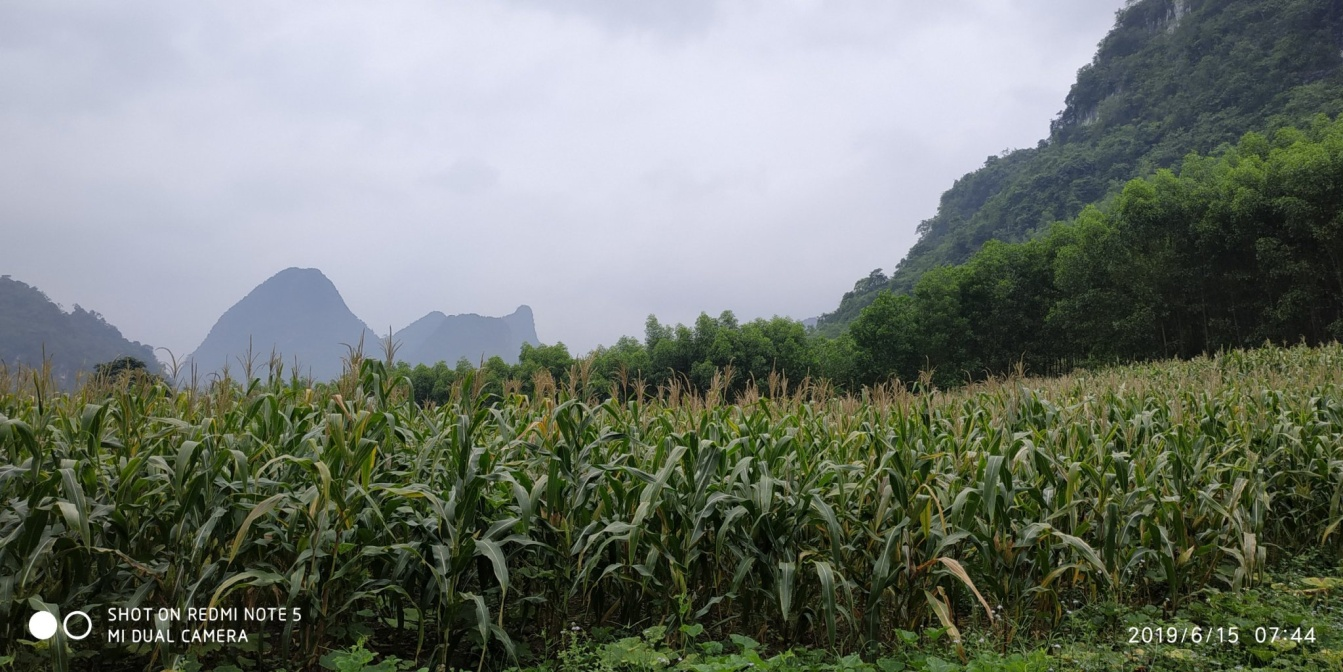 SHOT ON REDMI NOTE 5
MI DUAL CAMERA
2019/6/15 07:44